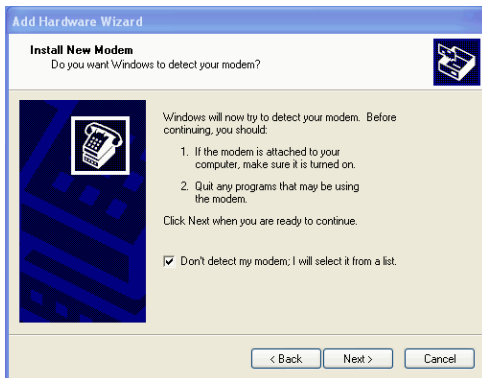 Add Hardware Wizard
Install New Modem
Do you want Windows to detect your modem?
Windows will now try to detect your modem. Before
continuing, you should:
1. If the modem is attached to your
computer, make sure it is turned on.
2. Quit any programs that may be using
the modem.
Click Next when you are ready to continue.
Don't detect my modem; I will select it from a list.
< Back Next > Cancel